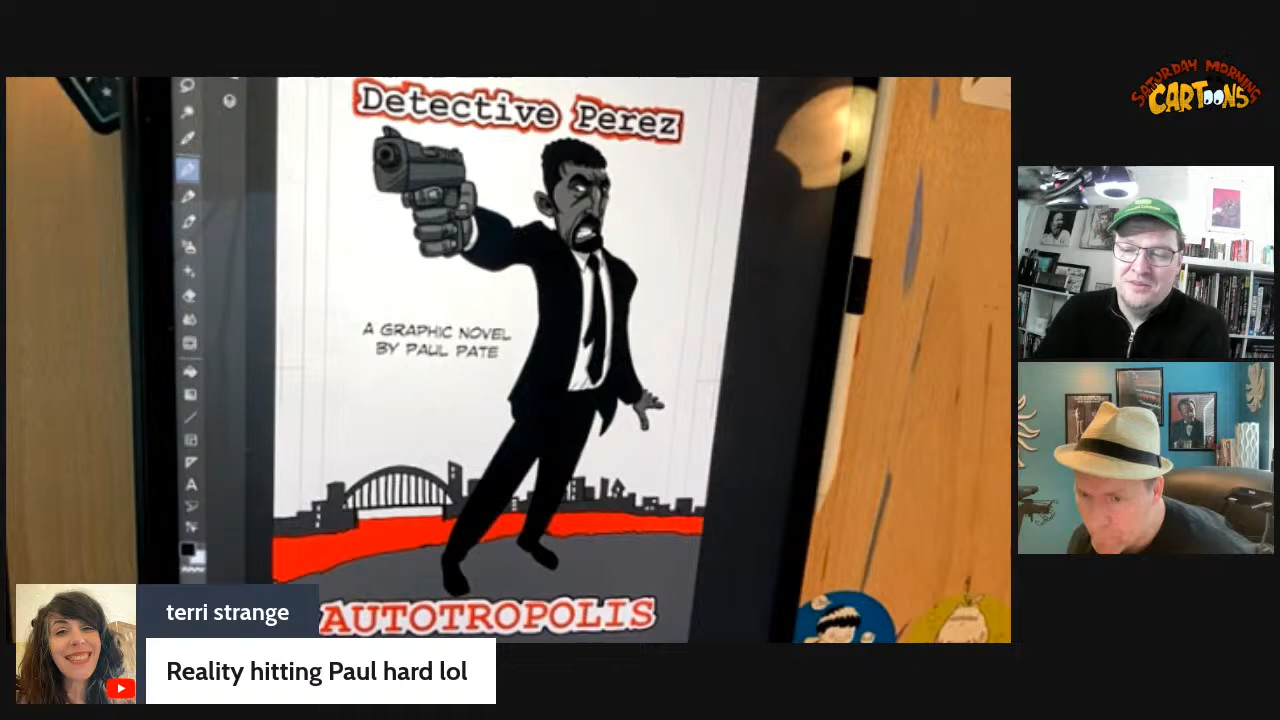 SATURDAY MORNING
CARTOONS
Detective Perez
A GRAPHIC NOVEL
BY PAUL PATE
AUTOTROPOLIS
terri strange
Reality hitting Paul hard lol